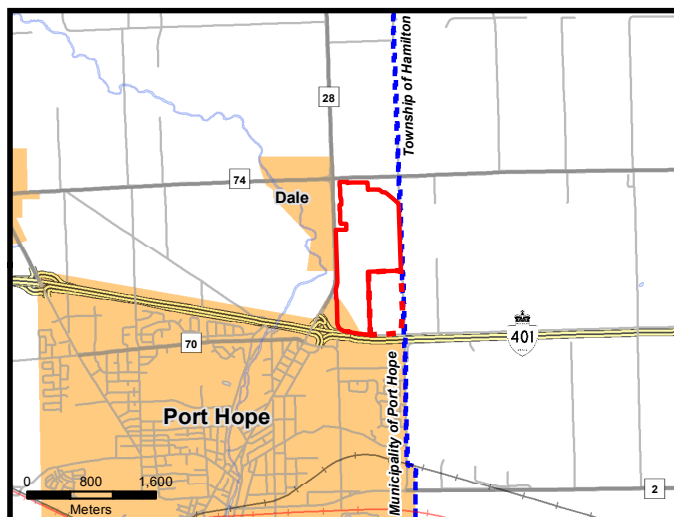 28
Township of Hamilton
74
Dale
401
70
Port Hope
Municipality of Port Hope
0 800 1,600
Meters
2